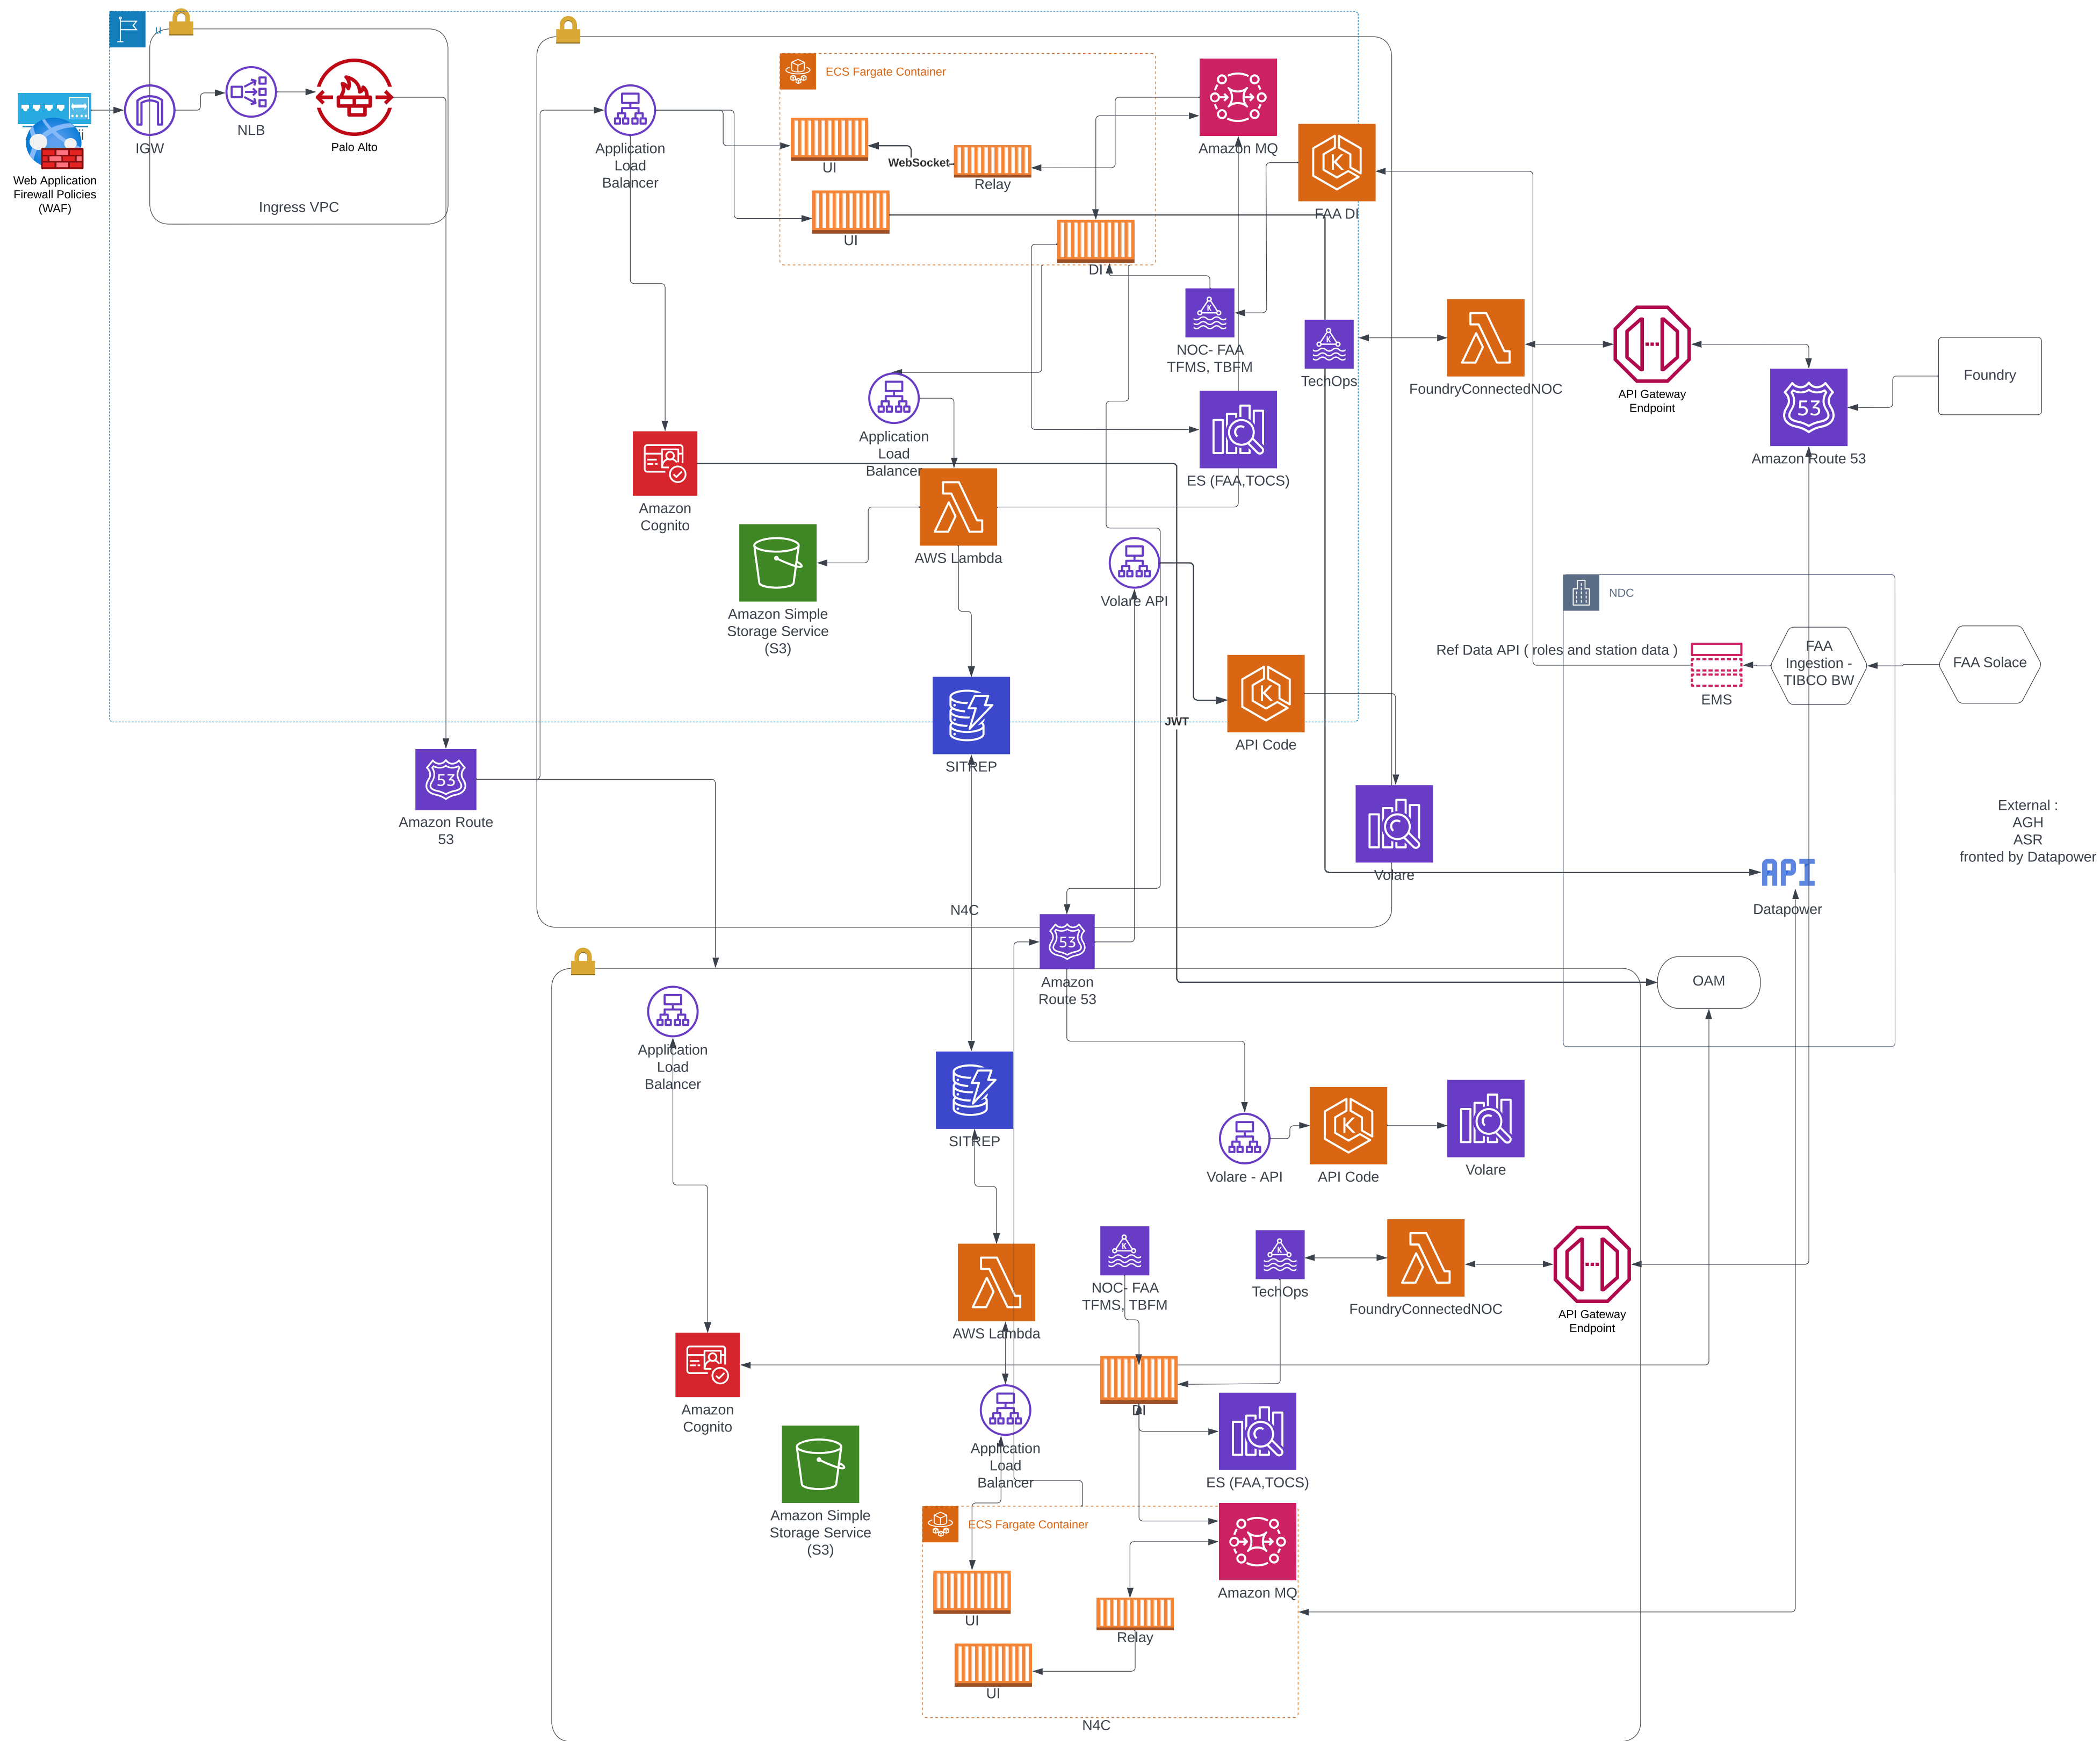 u
IGW
NLB
Palo Alto
Web Application
Firewall Policies
(WAF)
Ingress VPC
Application
Load
Balancer
ECS Fargate Container
UI
WebSocket
Relay
UI
DI
Amazon MQ
FAA DI
NOC- FAA
TFMS, TBFM
TechOps
FoundryConnectedNOC
API Gateway
Endpoint
53
Amazon Route 53
Foundry
Application
Load
Balancer
ES (FAA,TOCS)
Amazon
Cognito
AWS Lambda
Amazon Simple
Storage Service
(S3)
Volare API
API Code
SITREP
JWT
NDC
Ref Data API ( roles and station data )
EMS
FAA
Ingestion -
TIBCO BW
FAA Solace
53
Amazon Route
53
Volare
External :
AGH
ASR
fronted by Datapower
API
Datapower
N4C
53
Amazon
Route 53
OAM
Application
Load
Balancer
SITREP
Volare - API
API Code
Volare
NOC- FAA
TFMS, TBFM
TechOps
FoundryConnectedNOC
API Gateway
Endpoint
AWS Lambda
Amazon
Cognito
DI
Application
Load
Balancer
ES (FAA,TOCS)
Amazon Simple
Storage Service
(S3)
ECS Fargate Container
Amazon MQ
UI
Relay
UI
N4C